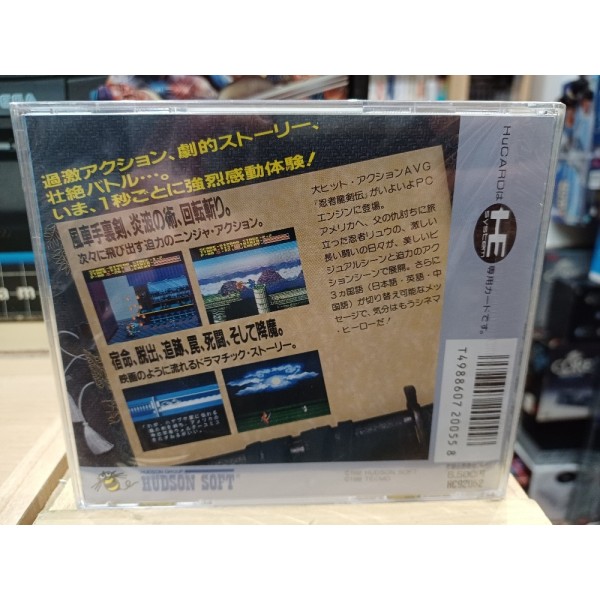 過激アクション、劇的ストーリー、
壮絶バトル…。
いま、1秒ごとに強烈感動体験!
風車手裏剣、炎波の術、回転斬り。
次々に飛び出す迫力のニンジャ・アクション。
宿命、脱出、追跡、罠、死闘、そして降魔。
映画のように流れるドラマチック・ストーリー。
大ヒット・アクションAVG
『忍者龍剣伝』がいよいよPC
エンジンに登場。
アメリカへ、父のれ討ちに旅
立った忍者リュウの、激しい
長い闘いの日々が、美しいビ
ジュアルシーンと迫力のアク
ションシーンで展開。さらに
3ヵ国語(日本語・英語・中
国語)が切り替え可能なメッ
セージで、気分はもうシネマ
・ヒーローだ!
HuCARDは
HE
SYSTEM
専用カードです。
T4988607200558
HUDSON SOFT